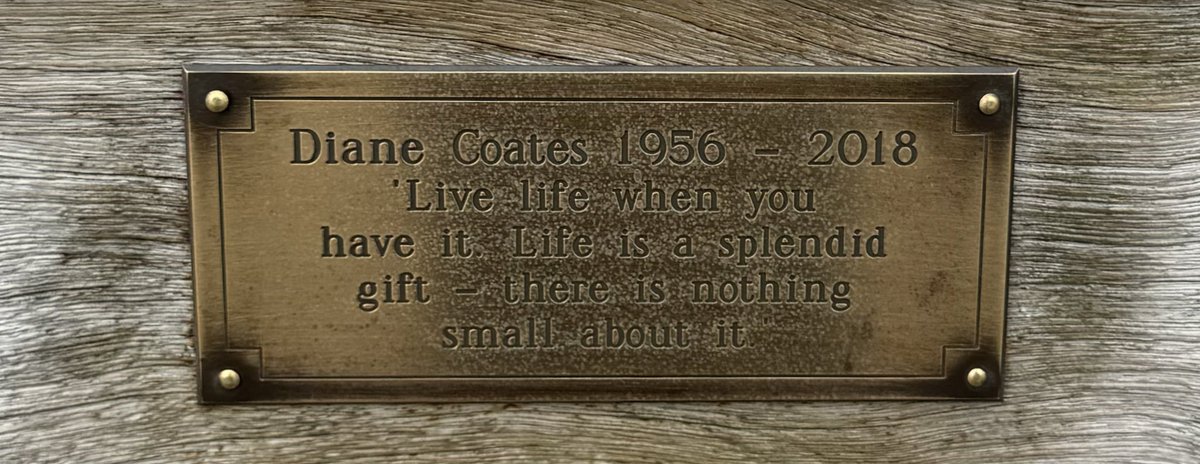 Diane Coates 1956 – 2018
'Live life when you
have it. Life is a splendid
gift – there is nothing
small about it."